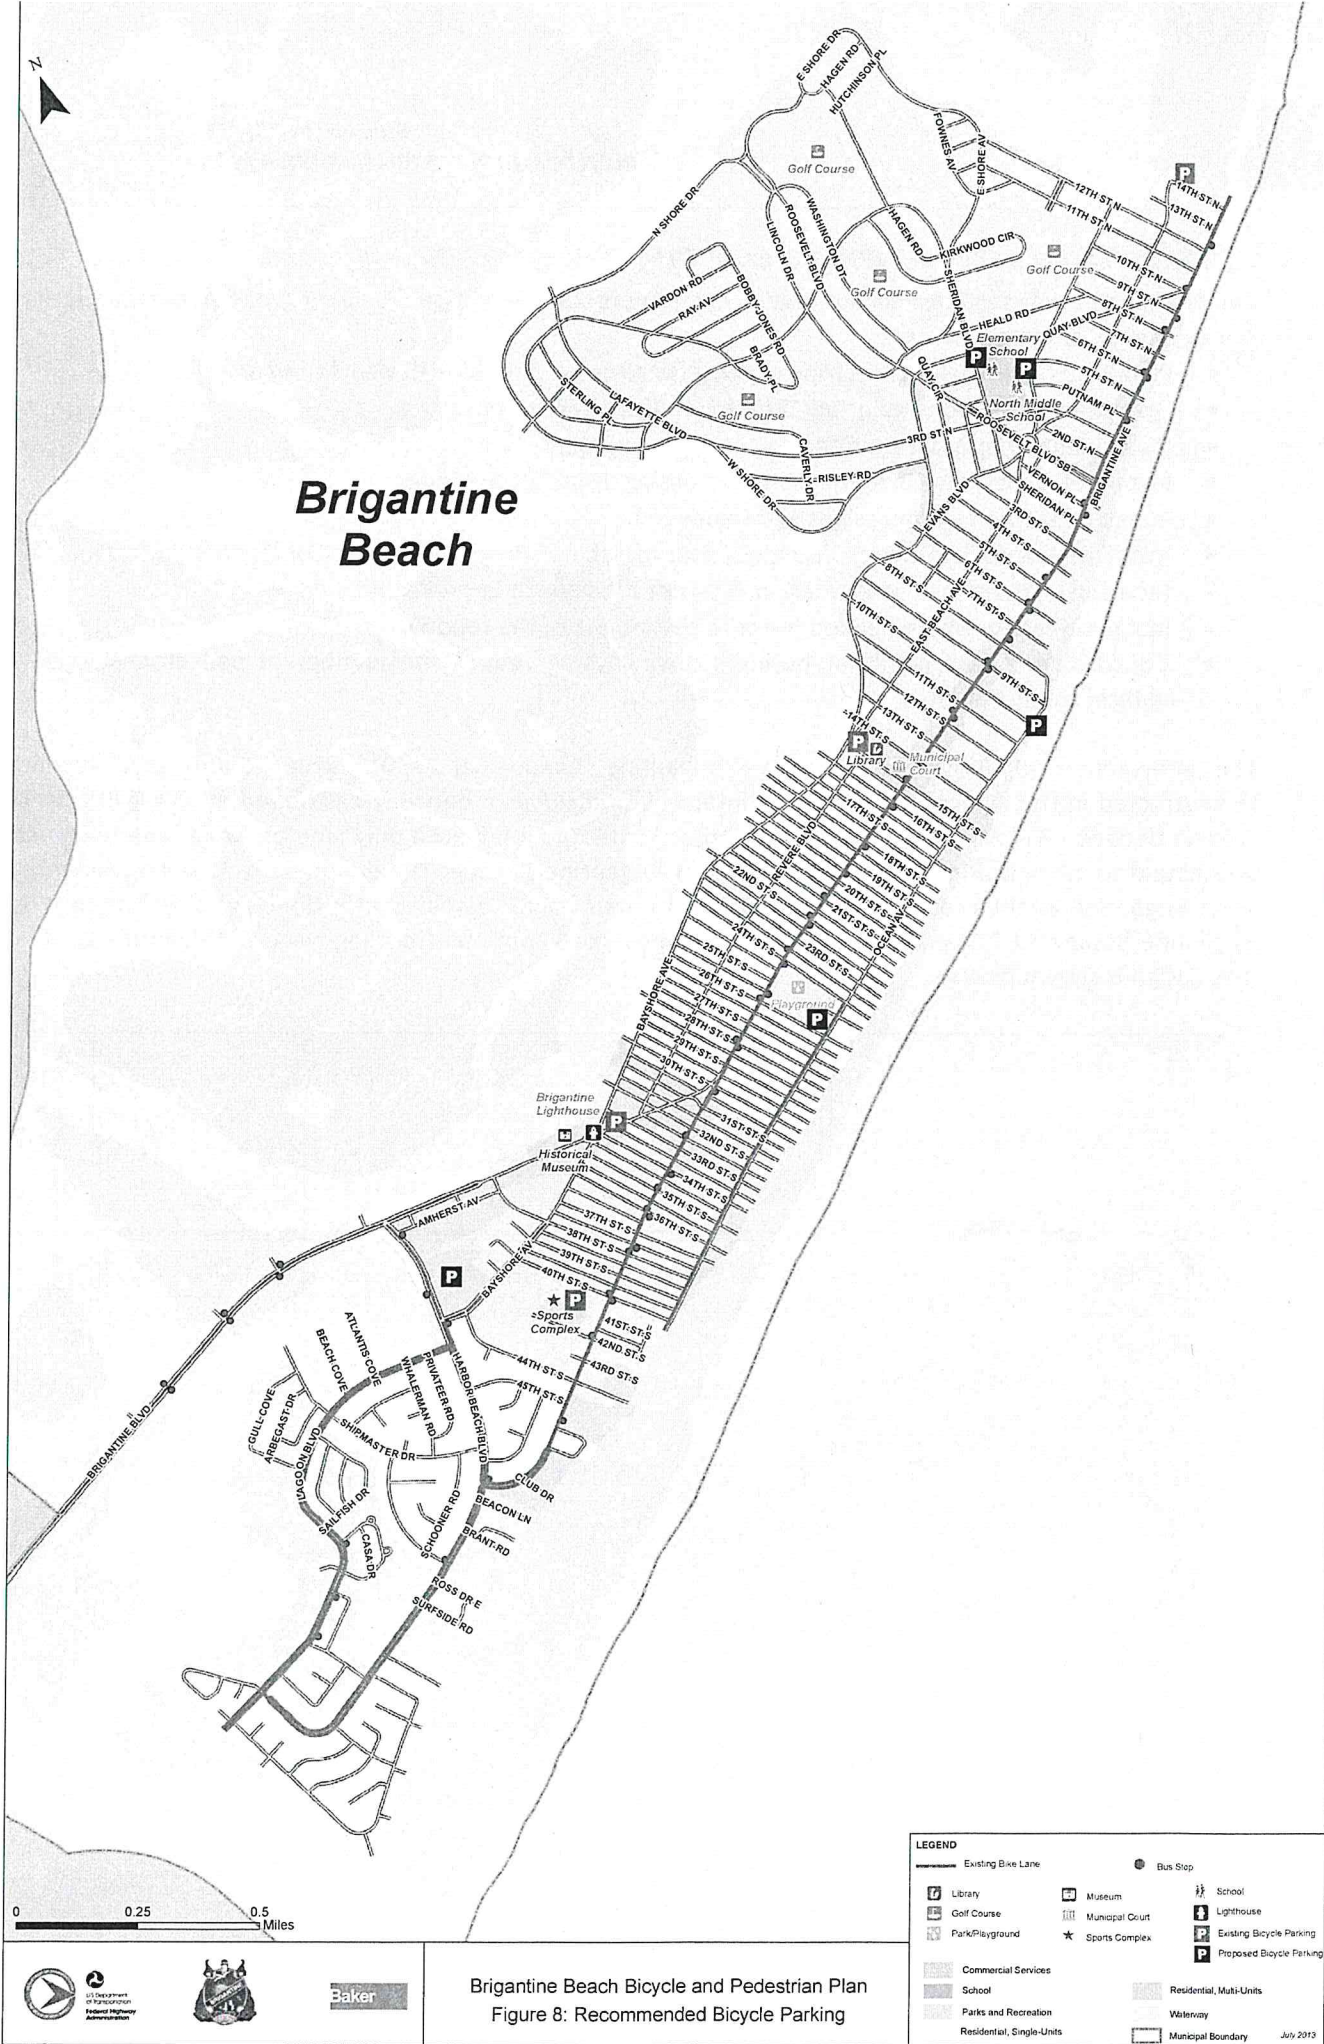 N
E SHORE DR
HAGEN RD
HUTCHINSON PL
FOWNES AV
E SHORE AV
Golf Course
P
14TH ST N
13TH ST N
12TH ST N
11TH ST N
N SHORE DR
WASHINGTON DT
ROOSEVELT BLVD
LINCOLN DR
HAGEN RD
KIRKWOOD CIR
Golf Course
10TH ST N
9TH ST N
8TH ST N
7TH ST N
6TH ST N
5TH ST N
Golf Course
SHERIDAN BLVD
HEALD RD
QUAY BLVD
VARDON RD
RAY AV
BOBBY JONES RD
BRADY PL
Elementary
School
P
P
QUAY CIR
North Middle
School
PUTNAM PL
STERLING PL
LAFAYETTE BLVD
Golf Course
3RD ST N
ROOSEVELT BLVD SB
2ND ST N
BRIGANTINE AVE
CAVERLY DR
RISLEY RD
W SHORE DR
VERNON PL
SHERIDAN PL
Brigantine
Beach
EVANS BLVD
3RD ST S
4TH ST S
5TH ST S
6TH ST S
7TH ST S
8TH ST S
10TH ST S
EAST BEACH AVE
9TH ST S
11TH ST S
12TH ST S
13TH ST S
14TH ST S
P
P
Library
Municipal
Court
15TH ST S
16TH ST S
17TH ST S
18TH ST S
19TH ST S
20TH ST S
21ST ST S
REVERE BLVD
22ND ST S
OCEAN AV
23RD ST S
24TH ST S
25TH ST S
26TH ST S
27TH ST S
28TH ST S
29TH ST S
30TH ST S
BAYSHORE AVE
Playground
P
Brigantine
Lighthouse
P
Historical
Museum
31ST ST S
32ND ST S
33RD ST S
34TH ST S
35TH ST S
36TH ST S
37TH ST S
38TH ST S
39TH ST S
40TH ST S
AMHERST AV
P
BAYSHORE AV
P
Sports
Complex
41ST ST S
42ND ST S
43RD ST S
44TH ST S
45TH ST S
ATLANTIS COVE
BEACH COVE
WHALERMAN RD
PRIVATEER RD
HARBOR BEACH BLVD
GULL COVE
ARBEGAST DR
LAGOON BLVD
SHIPMASTER DR
BRIGANTINE BLVD
SAILFISH DR
CASA DR
SCHOONER RD
CLUB DR
BEACON LN
BRANT RD
ROSS DR E
SURFSIDE RD
0 0.25 0.5
Miles
LEGEND
Existing Bike Lane
Bus Stop
Library
Museum
School
Golf Course
Municipal Court
Lighthouse
Park/Playground
Sports Complex
P Existing Bicycle Parking
P Proposed Bicycle Parking
Commercial Services
School
Residential, Multi-Units
Parks and Recreation
Waterway
Residential, Single-Units
Municipal Boundary
July 2013
US Department
of Transportation
Federal Highway
Administration
BRIGANTINE
Baker
Brigantine Beach Bicycle and Pedestrian Plan
Figure 8: Recommended Bicycle Parking